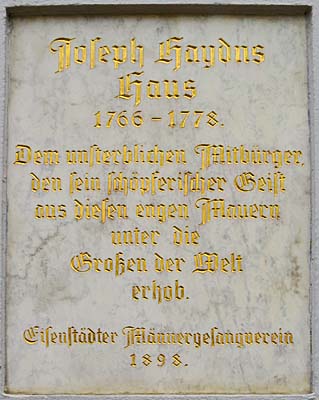 Joseph Haydns
Haus
1766 – 1778.
Dem unsterblichen Mitbürger,
den sein schöpferischer Geist
aus diesen engen Mauern
unter die
Großen der Welt
erhob.
Eisenstädter Männergesangverein
1898.